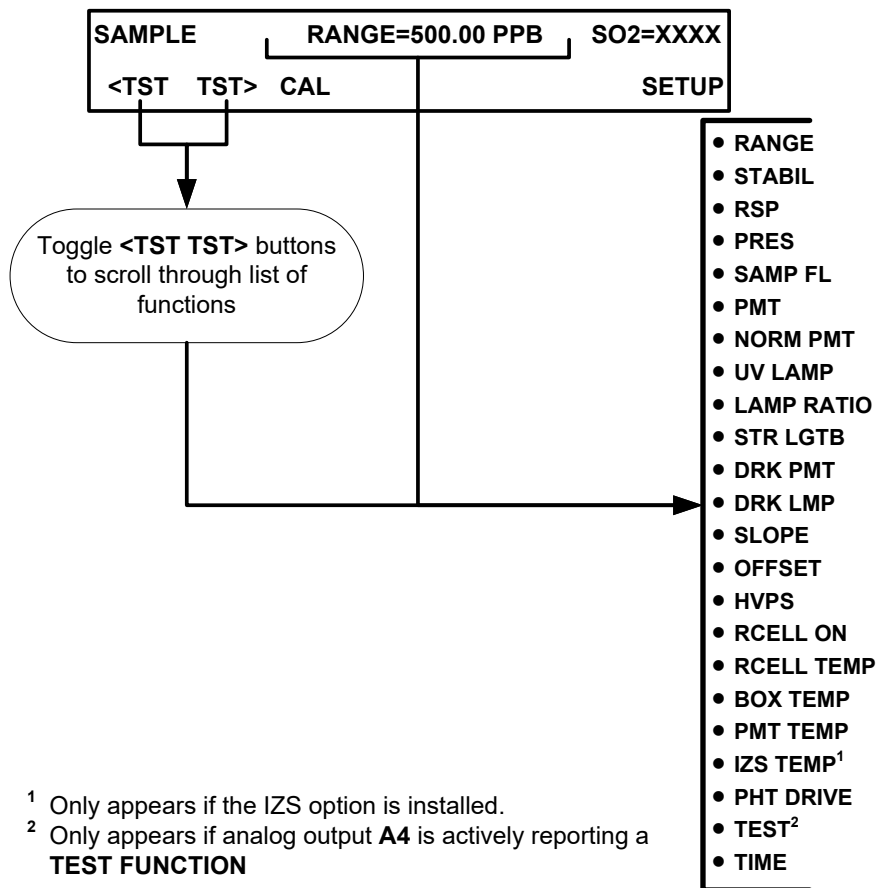 SAMPLE RANGE=500.00 PPB SO2=XXXX
<TST TST> CAL SETUP
Toggle <TST TST> buttons
to scroll through list of
functions
• RANGE
• STABIL
• RSP
• PRES
• SAMP FL
• PMT
• NORM PMT
• UV LAMP
• LAMP RATIO
• STR LGTB
• DRK PMT
• DRK LMP
• SLOPE
• OFFSET
• HVPS
• RCELL ON
• RCELL TEMP
• BOX TEMP
• PMT TEMP
• IZS TEMP¹
• PHT DRIVE
• TEST²
• TIME
¹ Only appears if the IZS option is installed.
² Only appears if analog output A4 is actively reporting a
TEST FUNCTION